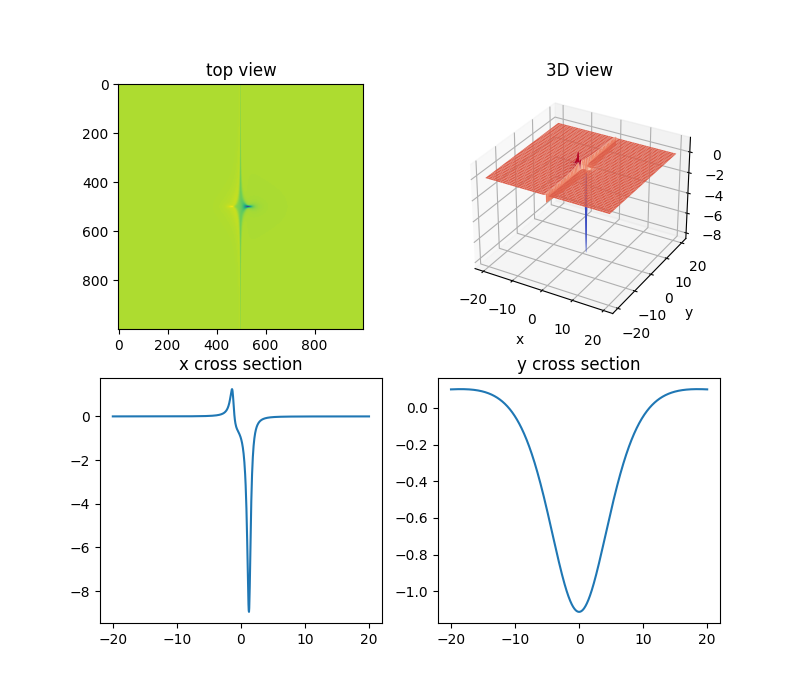 top view
0
200
400
600
800
0 200 400 600 800
3D view
0
−2
−4
−6
−8
−20 −10 0 10 20
x
−20 −10 0 10 20
y
x cross section
0
−2
−4
−6
−8
−20 −10 0 10 20
y cross section
0.0
−0.2
−0.4
−0.6
−0.8
−1.0
−20 −10 0 10 20